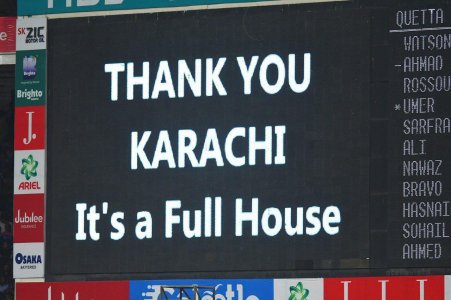 THANK YOU
KARACHI
It's a Full House
QUETTA
WATSON
-AHMAD
ROSSOU
*UMER
SARFRA
ALI
NAWAZ
BRAVO
HASNAI
SOHAIL
AHMED
SK ZIC
Brighto
J.
ARIEL
Jubilee
OSAKA
J.
J.